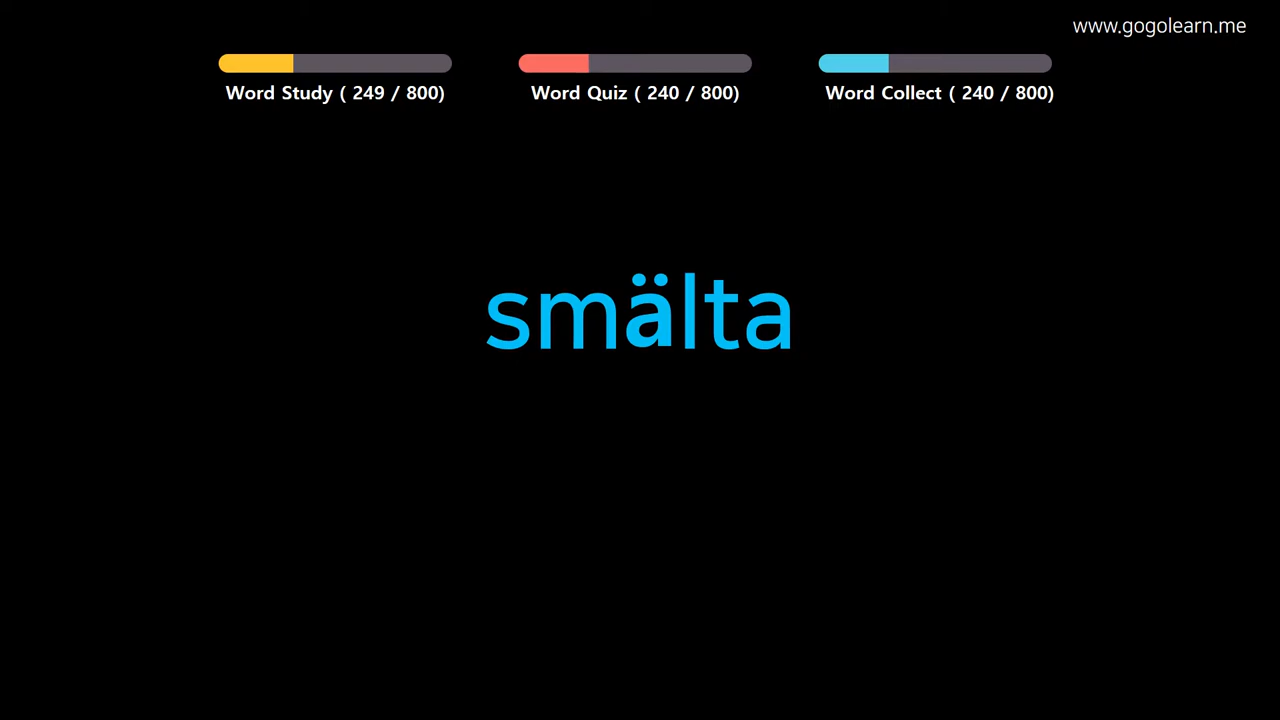 www.gogolearn.me
Word Study ( 249 / 800)
Word Quiz ( 240 / 800)
Word Collect ( 240 / 800)
smälta